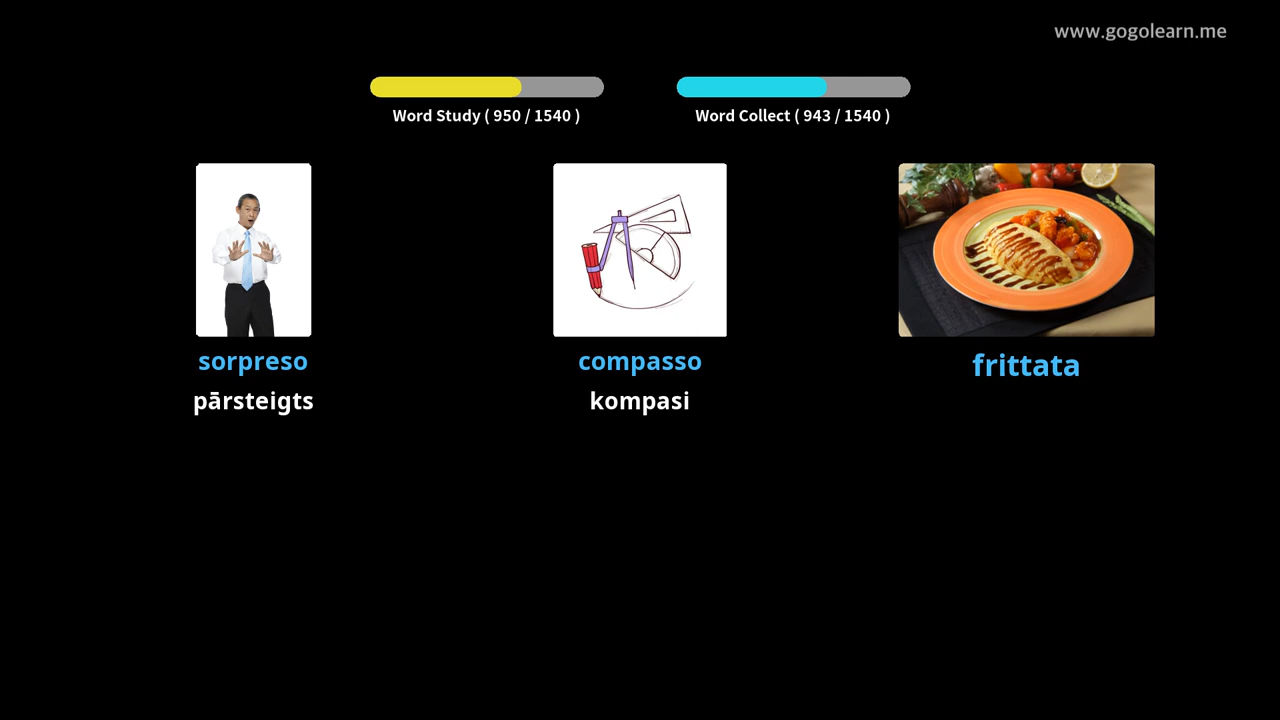 www.gogolearn.me
Word Study ( 950 / 1540 )
Word Collect ( 943 / 1540 )
sorpreso
pārsteigts
compasso
kompasi
frittata